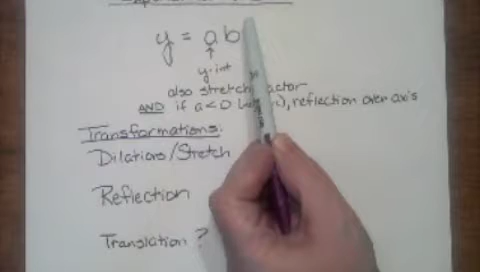 y = ab
y-int
also stretch factor
AND if a<0, reflection over axis
Transformations:
Dilations/Stretch
Reflection
Translation ?